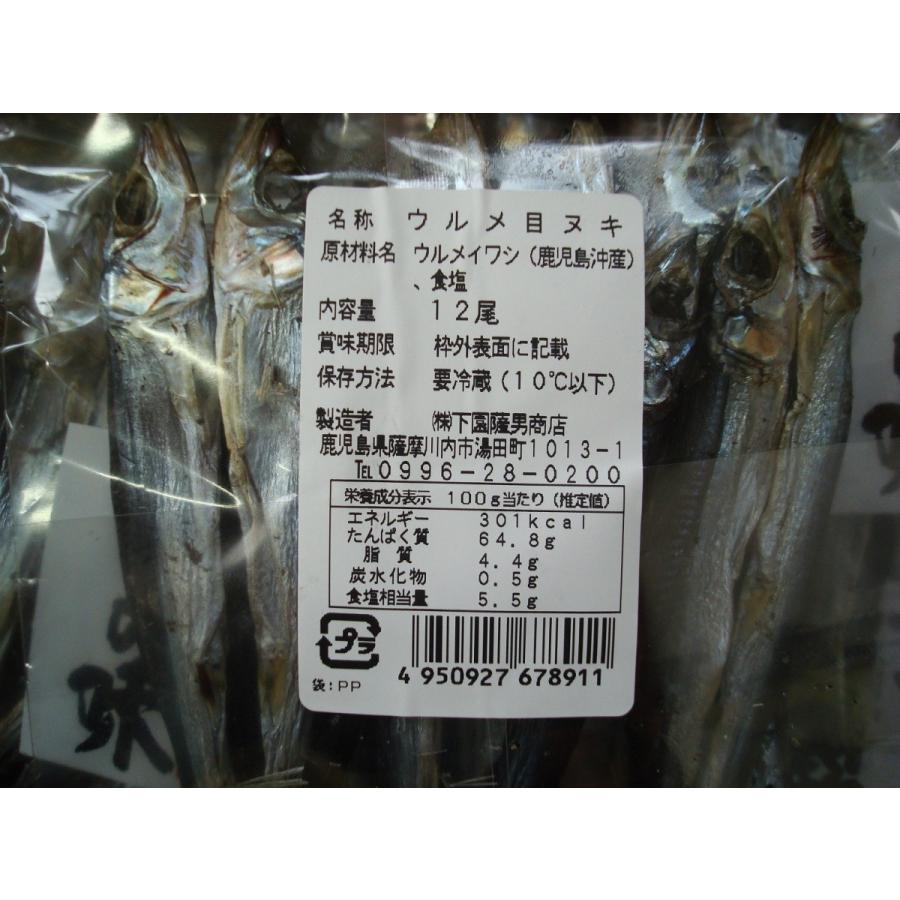 名称 ウルメ目ヌキ
原材料名 ウルメイワシ（鹿児島沖産）
、食塩
内容量 12尾
賞味期限 枠外表面に記載
保存方法 要冷蔵（10℃以下）
製造者 ㈱下園薩男商店
鹿児島県薩摩川内市湯田町1013-1
TEL0996-28-0200
栄養成分表示 100g当たり（推定値）
エネルギー 301kcal
たんぱく質 64.8g
脂質 4.4g
炭水化物 0.5g
食塩相当量 5.5g
プラ
袋:PP
4 950927 678911
の味